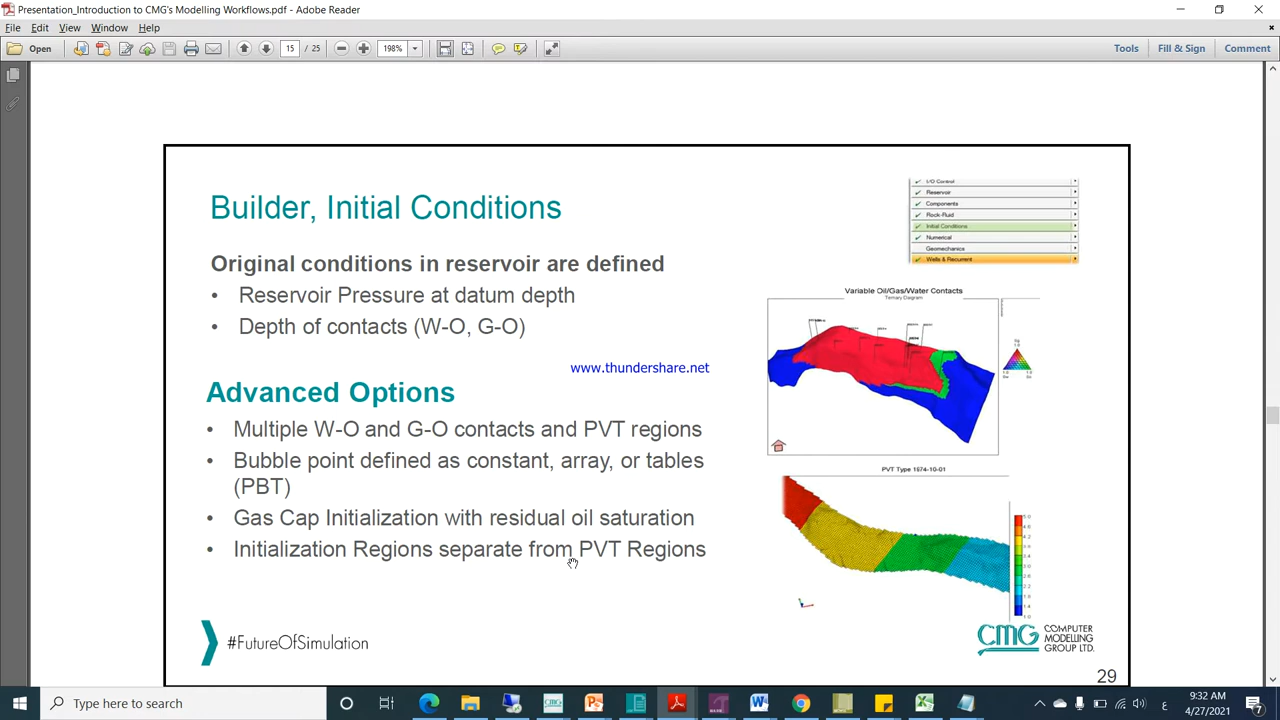 Presentation_Introduction to CMG's Modelling Workflows.pdf - Adobe Reader
File Edit View Window Help
Open
15 / 25
198%
Tools Fill & Sign Comment
Builder, Initial Conditions
Original conditions in reservoir are defined
• Reservoir Pressure at datum depth
• Depth of contacts (W-O, G-O)
www.thundershare.net
Advanced Options
• Multiple W-O and G-O contacts and PVT regions
• Bubble point defined as constant, array, or tables
(PBT)
• Gas Cap Initialization with residual oil saturation
• Initialization Regions separate from PVT Regions
I/O Control
Reservoir
Components
Rock-Fluid
Initial Conditions
Numerical
Geomechanics
Wells & Recurrent
Variable Oil/Gas/Water Contacts
Ternary Diagram
PVT Type 1674-10-01
#FutureOfSimulation
CMG COMPUTER
MODELLING
GROUP LTD.
29
Type here to search
9:32 AM
4/27/2021